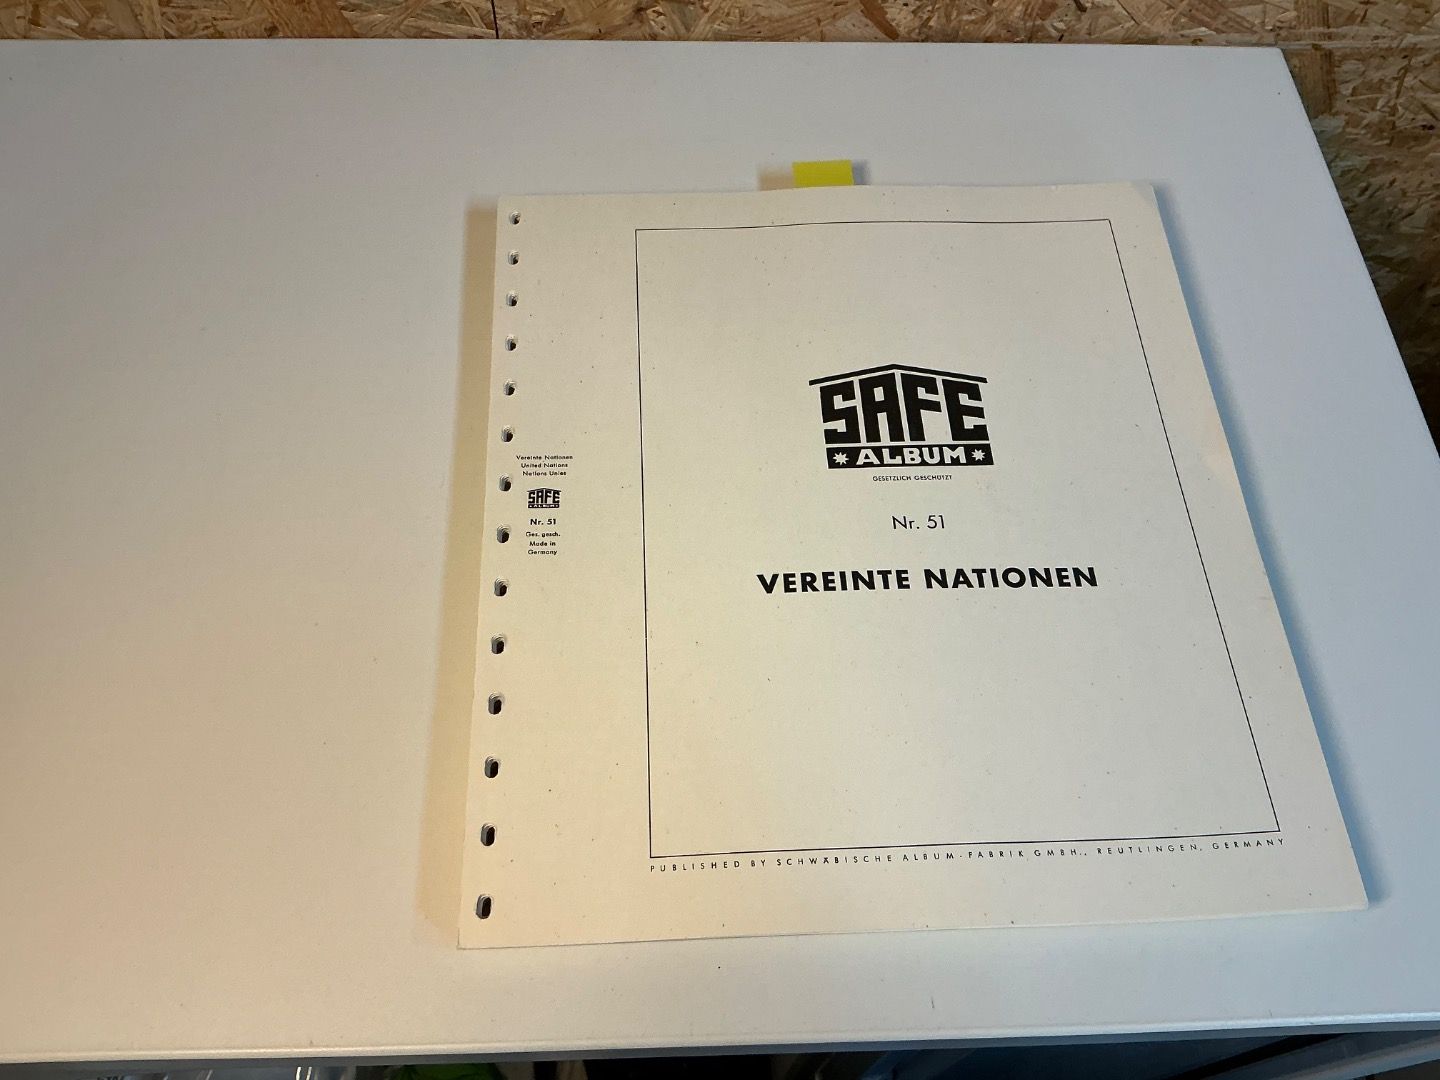 Vereinte Nationen
United Nations
Nations Unies
SAFE
ALBUM
Nr. 51
Ges. gesch.
Made in
Germany
SAFE
ALBUM
GESETZLICH GESCHÜTZT
Nr. 51
VEREINTE NATIONEN
PUBLISHED BY SCHWÄBISCHE ALBUM-FABRIK GMBH., REUTLINGEN, GERMANY